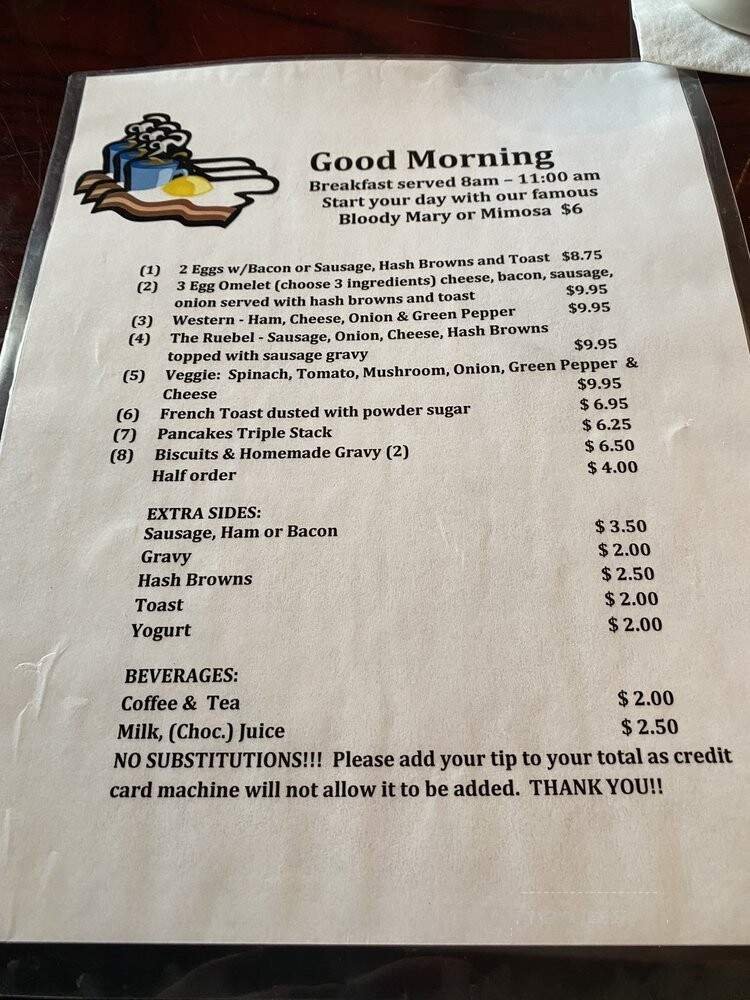 Good Morning
Breakfast served 8am – 11:00 am
Start your day with our famous
Bloody Mary or Mimosa $6
(1) 2 Eggs w/Bacon or Sausage, Hash Browns and Toast $8.75
(2) 3 Egg Omelet (choose 3 ingredients) cheese, bacon, sausage,
onion served with hash browns and toast $9.95
(3) Western - Ham, Cheese, Onion & Green Pepper $9.95
(4) The Ruebel - Sausage, Onion, Cheese, Hash Browns
topped with sausage gravy $9.95
(5) Veggie: Spinach, Tomato, Mushroom, Onion, Green Pepper &
Cheese $9.95
(6) French Toast dusted with powder sugar $ 6.95
(7) Pancakes Triple Stack $ 6.25
(8) Biscuits & Homemade Gravy (2) $ 6.50
Half order $ 4.00
EXTRA SIDES:
Sausage, Ham or Bacon $ 3.50
Gravy $ 2.00
Hash Browns $ 2.50
Toast $ 2.00
Yogurt $ 2.00
BEVERAGES:
Coffee & Tea $ 2.00
Milk, (Choc.) Juice $ 2.50
NO SUBSTITUTIONS!!! Please add your tip to your total as credit
card machine will not allow it to be added. THANK YOU!!